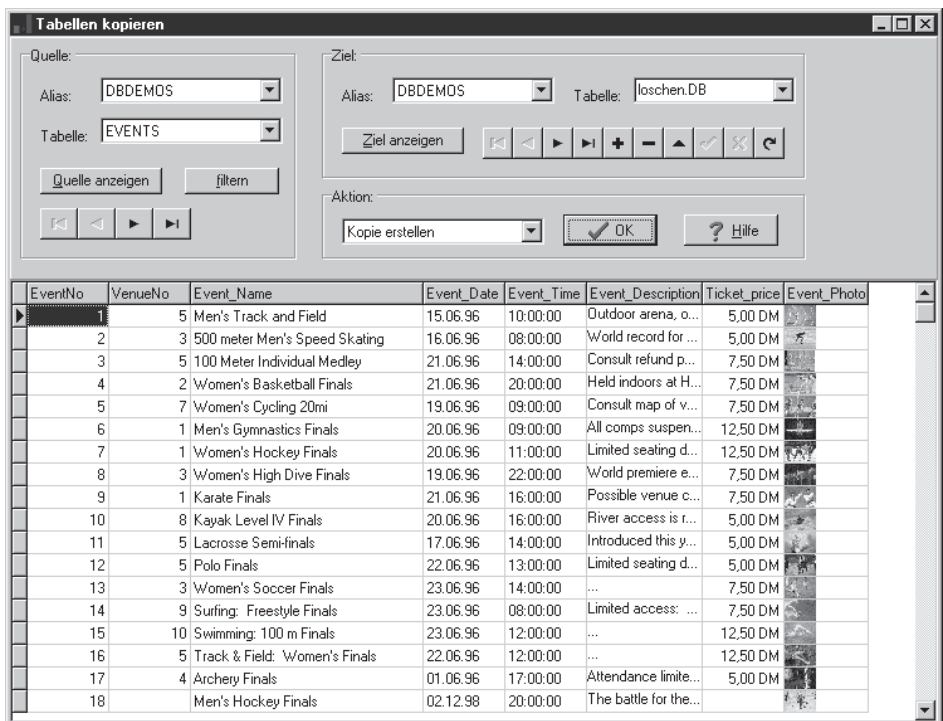 Tabellen kopieren
Quelle:
Alias: DBDEMOS
Tabelle: EVENTS
Quelle anzeigen filtern
Ziel:
Alias: DBDEMOS Tabelle: loschen.DB
Ziel anzeigen
Aktion:
Kopie erstellen OK ? Hilfe
EventNo VenueNo Event_Name Event_Date Event_Time Event_Description Ticket_price Event_Photo
1 5 Men's Track and Field 15.06.96 10:00:00 Outdoor arena, o... 5,00 DM
2 3 500 meter Men's Speed Skating 16.06.96 08:00:00 World record for ... 5,00 DM
3 5 100 Meter Individual Medley 21.06.96 14:00:00 Consult refund p... 7,50 DM
4 2 Women's Basketball Finals 21.06.96 20:00:00 Held indoors at H... 7,50 DM
5 7 Women's Cycling 20mi 19.06.96 09:00:00 Consult map of v... 7,50 DM
6 1 Men's Gymnastics Finals 20.06.96 09:00:00 All comps suspen... 12,50 DM
7 1 Women's Hockey Finals 20.06.96 11:00:00 Limited seating d... 12,50 DM
8 3 Women's High Dive Finals 19.06.96 22:00:00 World premiere e... 7,50 DM
9 1 Karate Finals 21.06.96 16:00:00 Possible venue c... 7,50 DM
10 8 Kayak Level IV Finals 20.06.96 16:00:00 River access is r... 5,00 DM
11 5 Lacrosse Semi-finals 17.06.96 14:00:00 Introduced this y... 5,00 DM
12 5 Polo Finals 22.06.96 13:00:00 Limited seating d... 5,00 DM
13 3 Women's Soccer Finals 23.06.96 14:00:00 ... 7,50 DM
14 9 Surfing: Freestyle Finals 23.06.96 08:00:00 Limited access: ... 7,50 DM
15 10 Swimming: 100 m Finals 23.06.96 12:00:00 ... 12,50 DM
16 5 Track & Field: Women's Finals 22.06.96 12:00:00 ... 12,50 DM
17 4 Archery Finals 01.06.96 17:00:00 Attendance limite... 5,00 DM
18 Men's Hockey Finals 02.12.98 20:00:00 The battle for the...